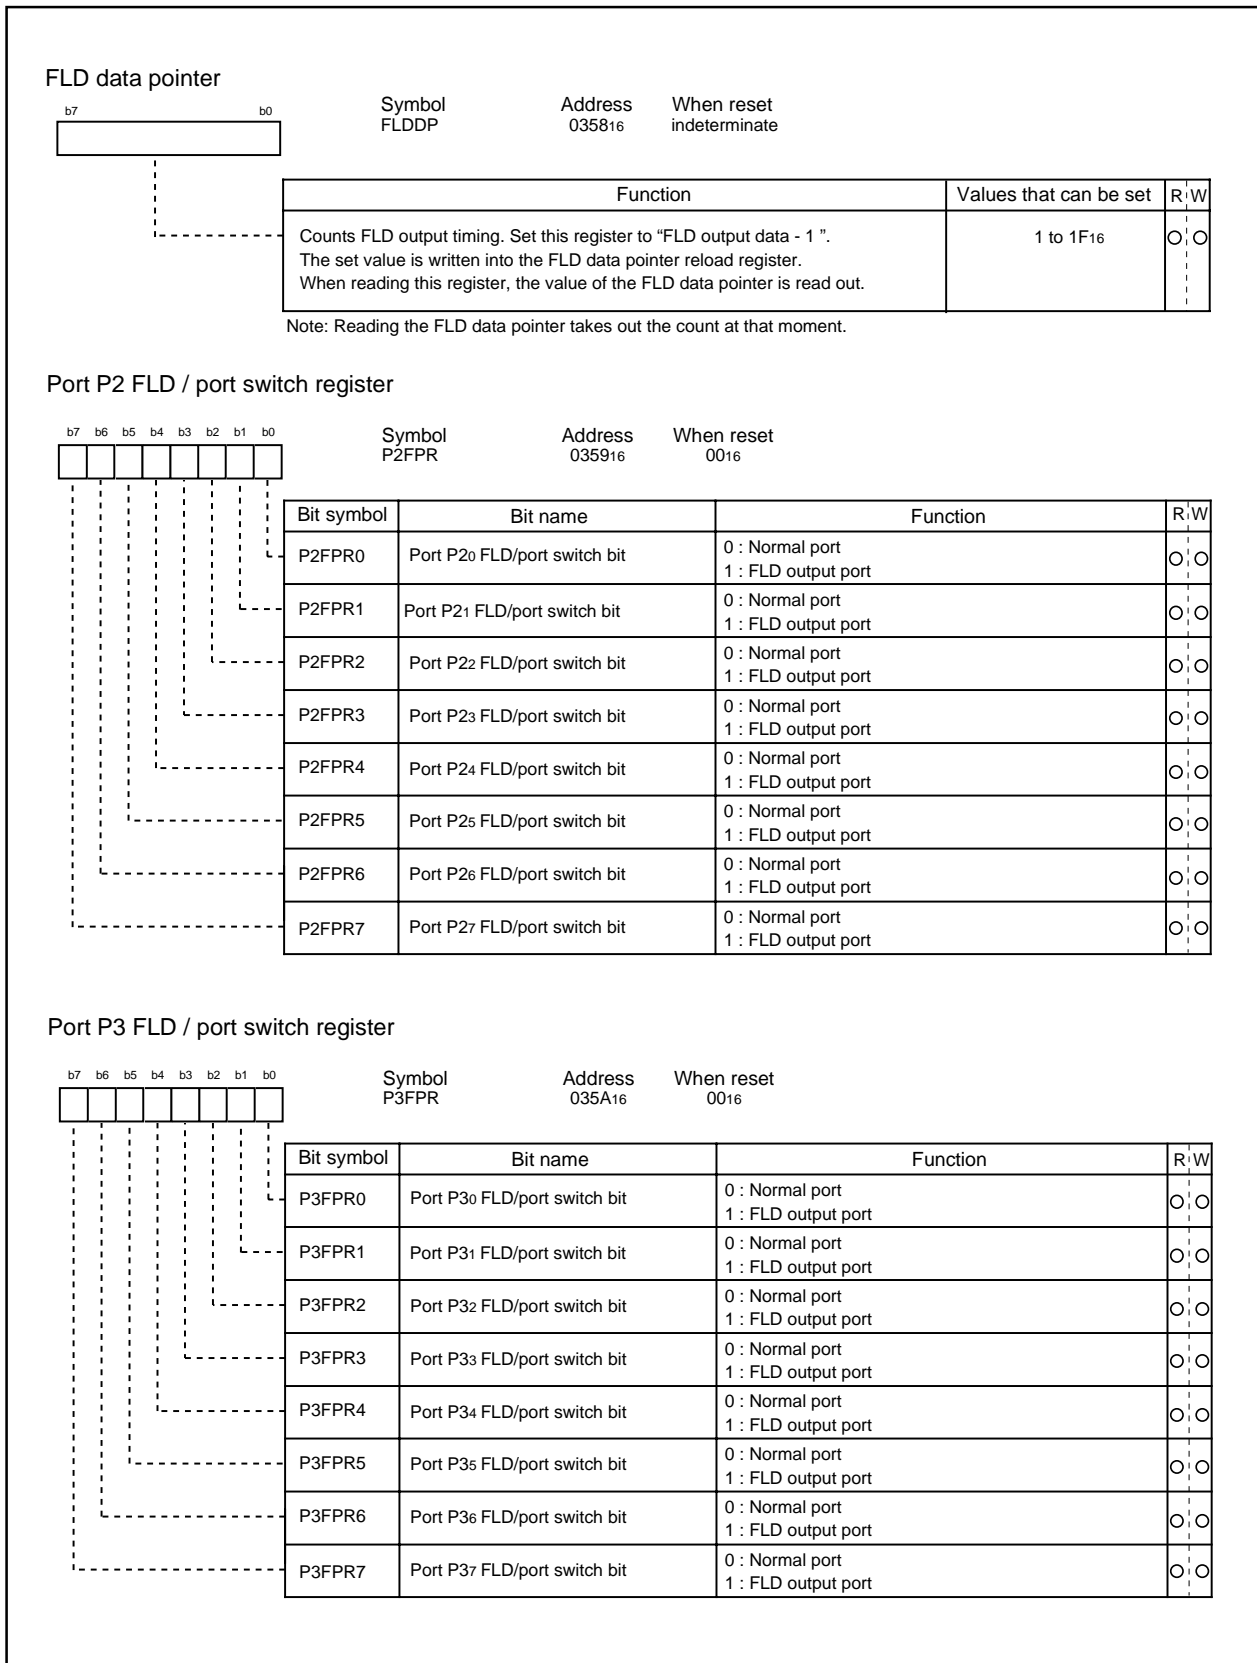 FLD data pointer
b7 b0
Symbol Address When reset
FLDDP 035816 indeterminate
Function Values that can be set R W
Counts FLD output timing. Set this register to “FLD output data - 1 ”. 1 to 1F16
The set value is written into the FLD data pointer reload register.
When reading this register, the value of the FLD data pointer is read out.
Note: Reading the FLD data pointer takes out the count at that moment.
Port P2 FLD / port switch register
b7 b6 b5 b4 b3 b2 b1 b0
Symbol Address When reset
P2FPR 035916 0016
Bit symbol Bit name Function R W
P2FPR0 Port P20 FLD/port switch bit 0 : Normal port
1 : FLD output port
P2FPR1 Port P21 FLD/port switch bit 0 : Normal port
1 : FLD output port
P2FPR2 Port P22 FLD/port switch bit 0 : Normal port
1 : FLD output port
P2FPR3 Port P23 FLD/port switch bit 0 : Normal port
1 : FLD output port
P2FPR4 Port P24 FLD/port switch bit 0 : Normal port
1 : FLD output port
P2FPR5 Port P25 FLD/port switch bit 0 : Normal port
1 : FLD output port
P2FPR6 Port P26 FLD/port switch bit 0 : Normal port
1 : FLD output port
P2FPR7 Port P27 FLD/port switch bit 0 : Normal port
1 : FLD output port
Port P3 FLD / port switch register
b7 b6 b5 b4 b3 b2 b1 b0
Symbol Address When reset
P3FPR 035A16 0016
Bit symbol Bit name Function R W
P3FPR0 Port P30 FLD/port switch bit 0 : Normal port
1 : FLD output port
P3FPR1 Port P31 FLD/port switch bit 0 : Normal port
1 : FLD output port
P3FPR2 Port P32 FLD/port switch bit 0 : Normal port
1 : FLD output port
P3FPR3 Port P33 FLD/port switch bit 0 : Normal port
1 : FLD output port
P3FPR4 Port P34 FLD/port switch bit 0 : Normal port
1 : FLD output port
P3FPR5 Port P35 FLD/port switch bit 0 : Normal port
1 : FLD output port
P3FPR6 Port P36 FLD/port switch bit 0 : Normal port
1 : FLD output port
P3FPR7 Port P37 FLD/port switch bit 0 : Normal port
1 : FLD output port